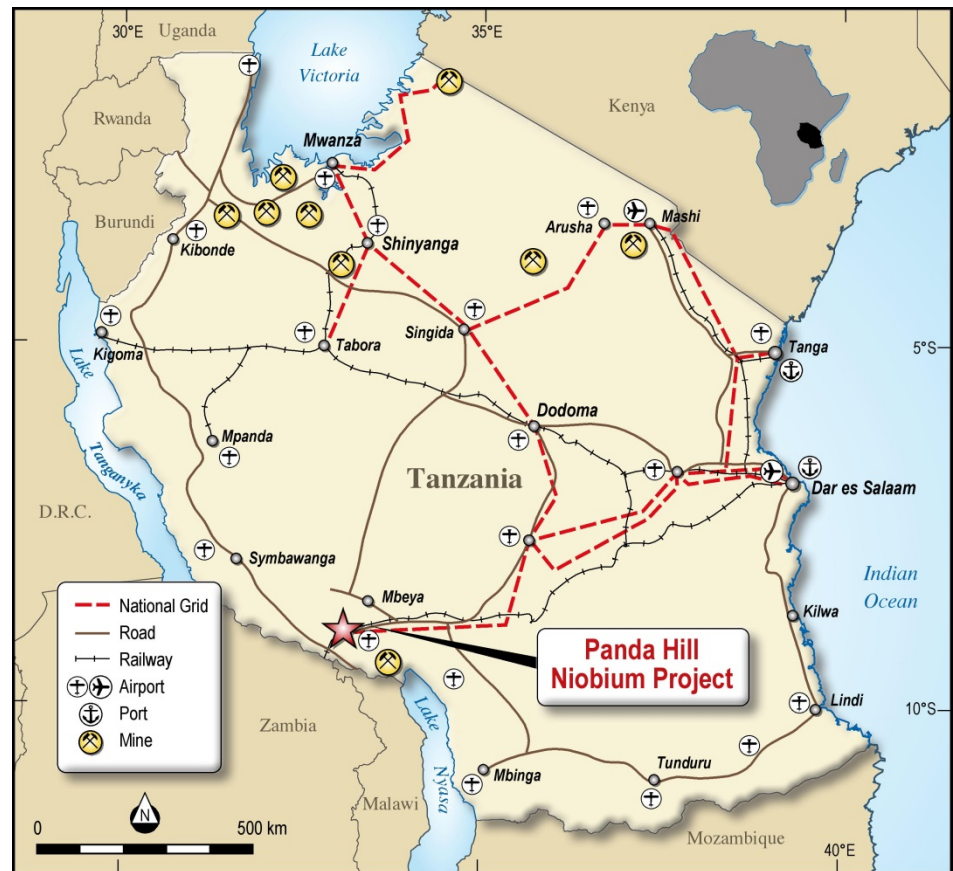 30°E
35°E
Uganda
Lake
Victoria
Kenya
Rwanda
Mwanza
Burundi
Arusha
Mashi
Kibonde
Shinyanga
Singida
Tanga
5°S
Kigoma
Tabora
Lake
Tanganyka
Dodoma
Mpanda
Tanzania
Dar es Salaam
D.R.C.
Symbawanga
Indian
Ocean
Mbeya
Kilwa
National Grid
Road
Railway
Airport
Port
Mine
Panda Hill
Niobium Project
Zambia
Lake
Nyasa
Lindi
10°S
Mbinga
Tunduru
N
Malawi
Mozambique
0
500 km
40°E